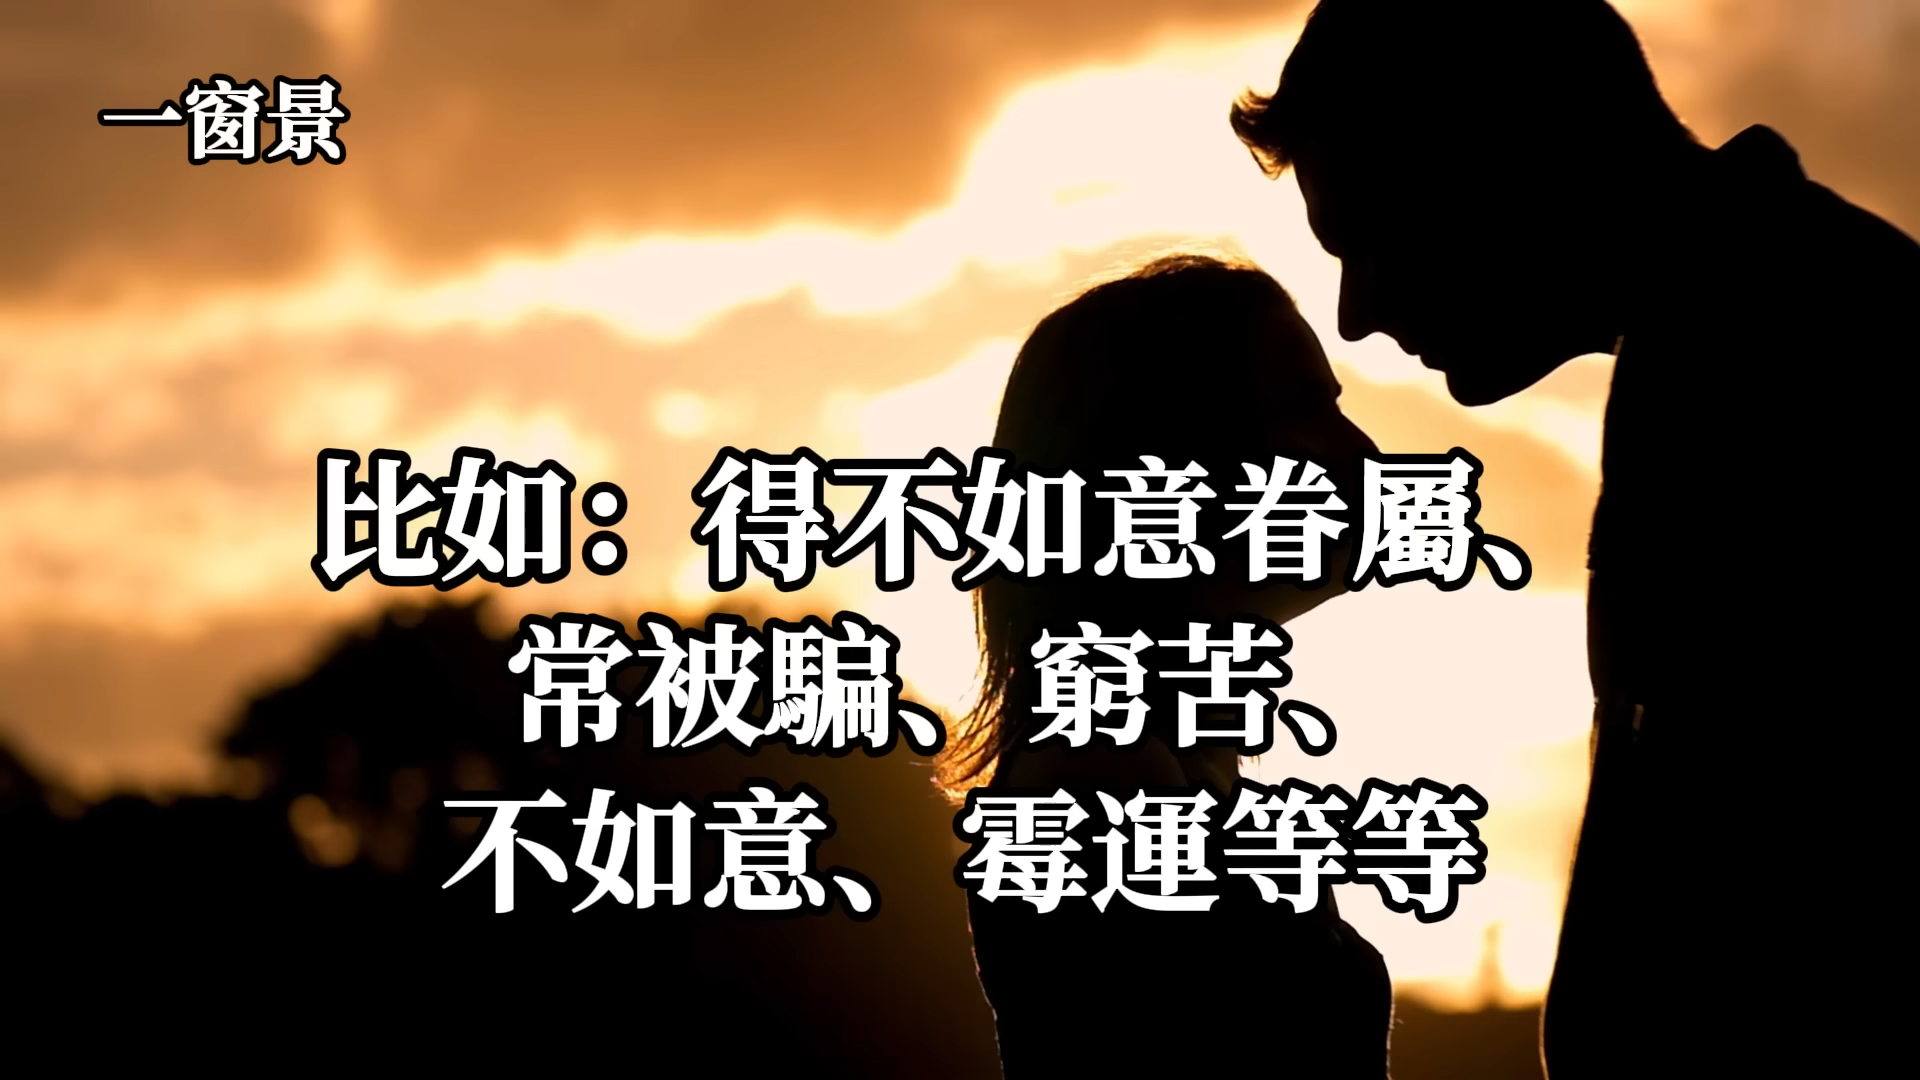 一窗景
比如：得不如意眷屬、
常被騙、窮苦、
不如意、霉運等等